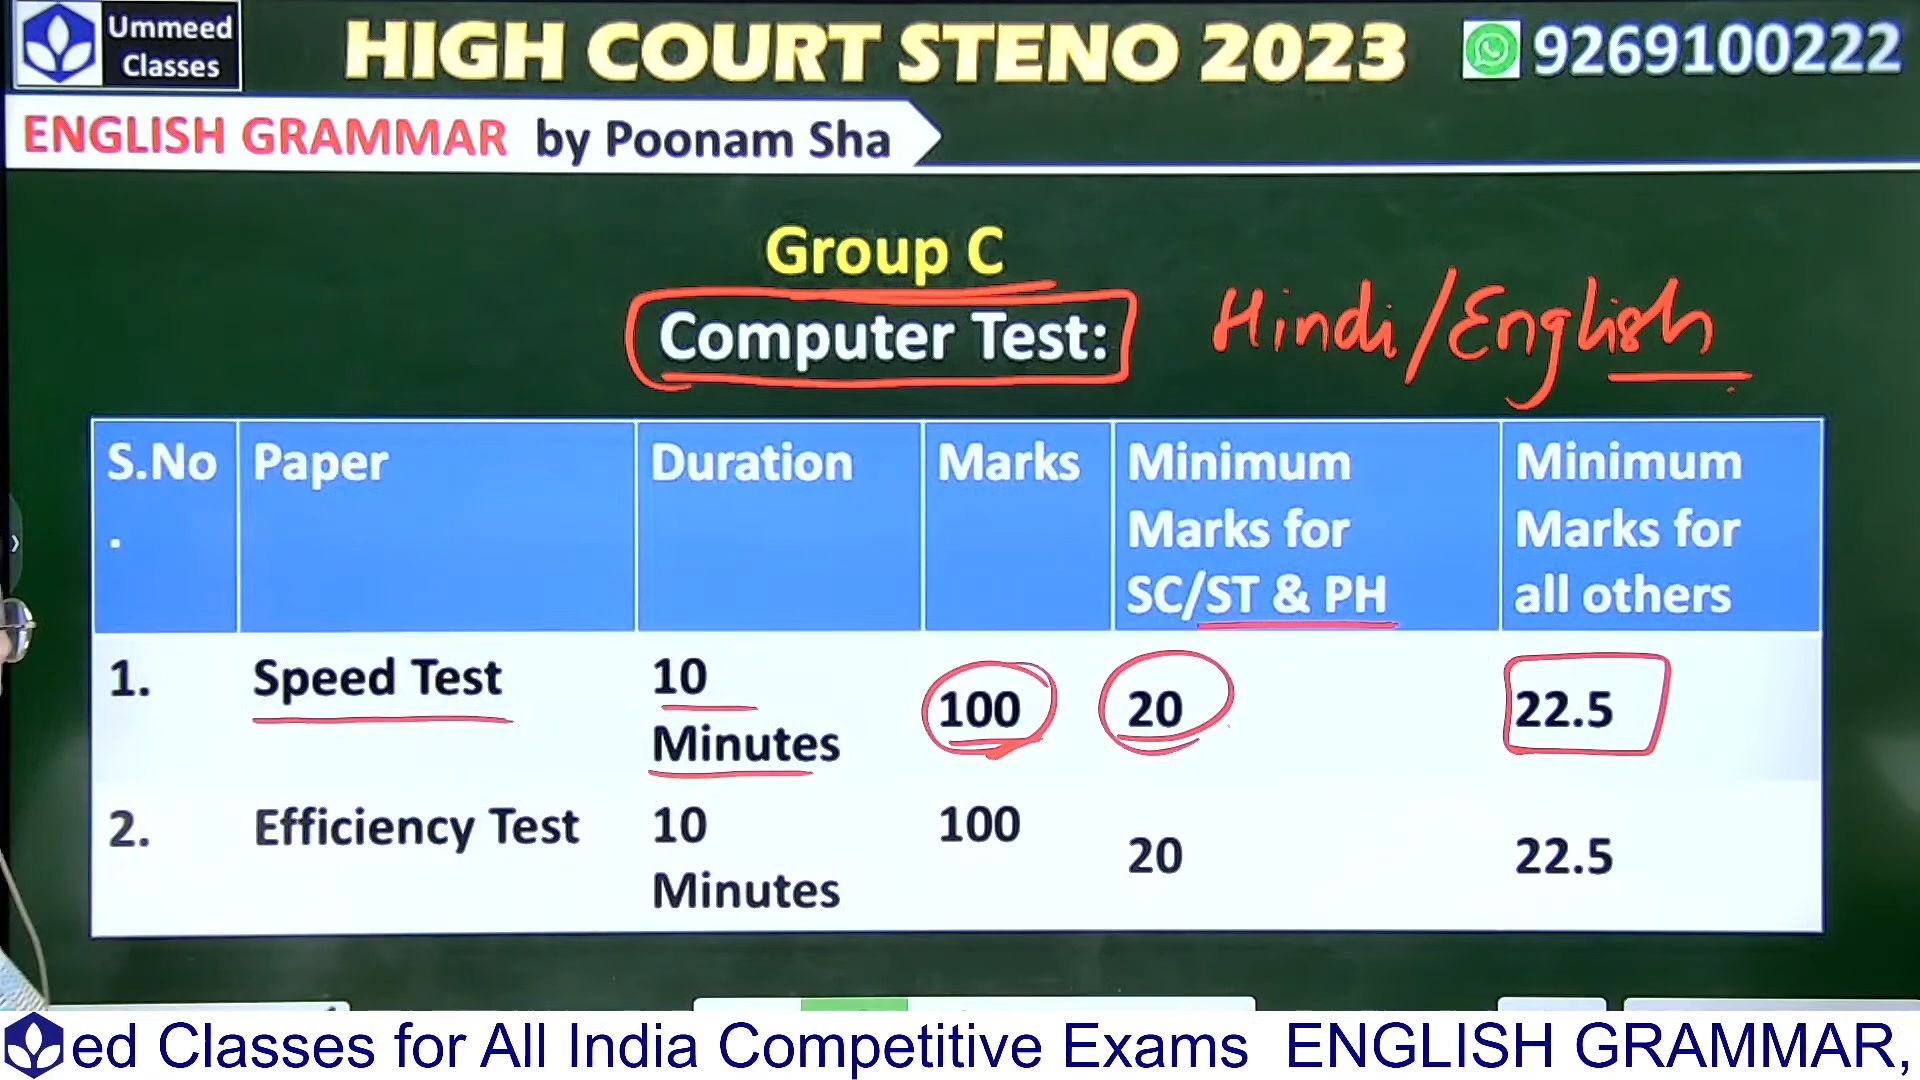 Ummeed
Classes
HIGH COURT STENO 2023
9269100222
ENGLISH GRAMMAR by Poonam Sha
Group C
Computer Test:
Hindi/English
S.No
.
Paper
Duration
Marks
Minimum
Marks for
SC/ST & PH
Minimum
Marks for
all others
1.
Speed Test
10
Minutes
100
20
22.5
2.
Efficiency Test
10
Minutes
100
20
22.5
ed Classes for All India Competitive Exams ENGLISH GRAMMAR,